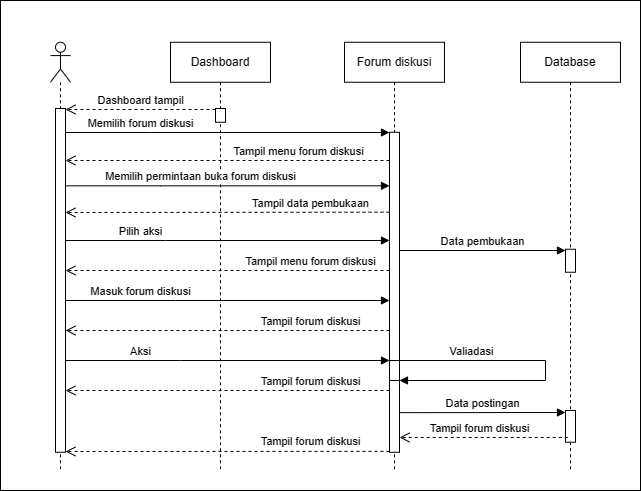 Dashboard
Forum diskusi
Database
Dashboard tampil
Memilih forum diskusi
Tampil menu forum diskusi
Memilih permintaan buka forum diskusi
Tampil data pembukaan
Pilih aksi
Data pembukaan
Tampil menu forum diskusi
Masuk forum diskusi
Tampil forum diskusi
Aksi
Valiadasi
Tampil forum diskusi
Data postingan
Tampil forum diskusi
Tampil forum diskusi